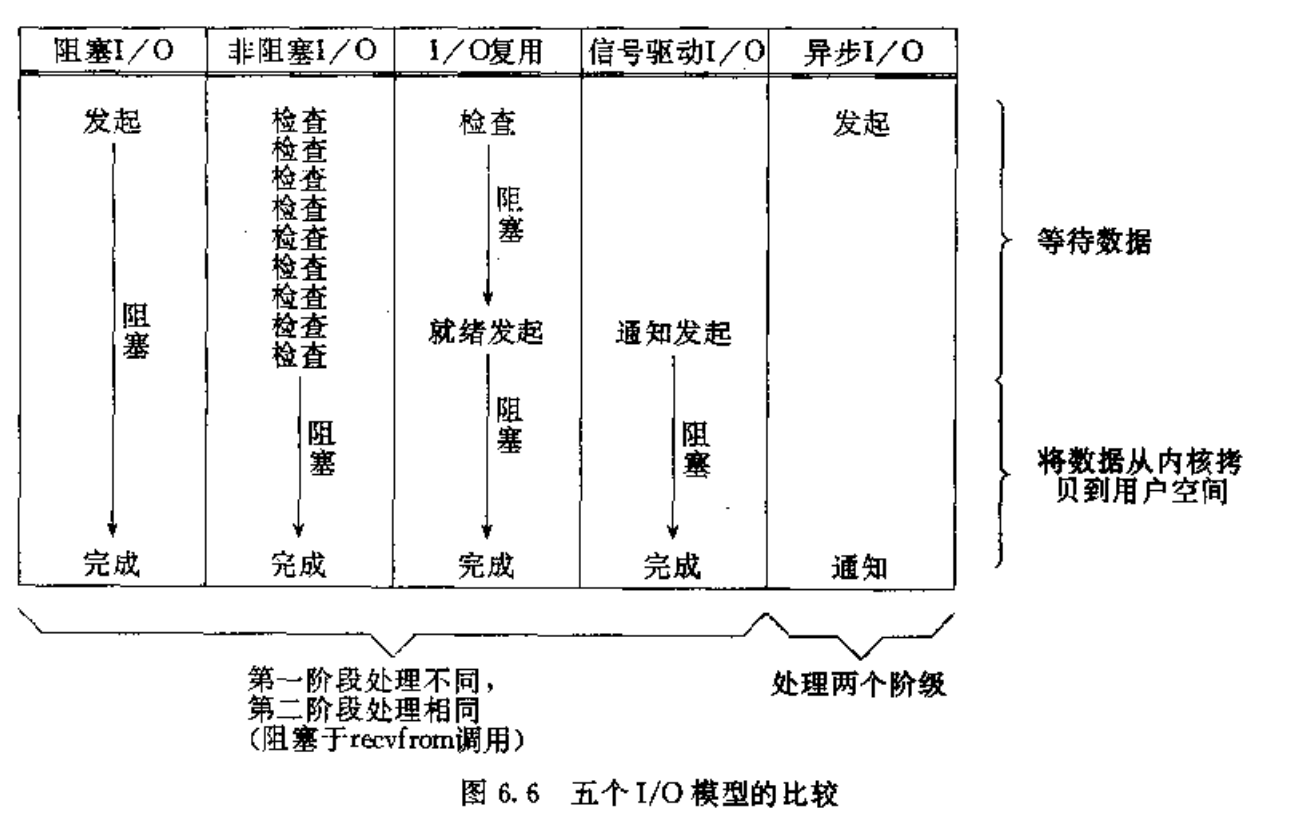 阻塞I/O 非阻塞I/O I/O复用 信号驱动I/O 异步I/O
发起 检查 检查 发起
检查
检查
检查
检查
检查
检查
检查
检查
阻塞
阻塞
就绪发起 通知发起
阻塞
阻塞
阻塞
完成 完成 完成 完成 通知
等待数据
将数据从内核拷
贝到用户空间
第一阶段处理不同，
第二阶段处理相同
（阻塞于recvfrom调用）
处理两个阶级
图 6.6 五个 I/O 模型的比较